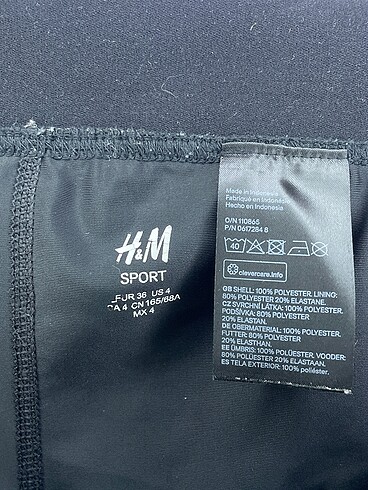 H&M
SPORT
EUR 36 US 4
CA 4 CN 165/68A
MX 4
Made in Indonesia
Fabriqué en Indonésie
Hecho en Indonesia
O/N 110865
P/N 0617284 8
40
clevercare.info
GB SHELL: 100% POLYESTER. LINING:
80% POLYESTER 20% ELASTANE.
CZ SVRCHNÍ LÁTKA: 100% POLYESTER.
PODŠÍVKA: 80% POLYESTER
20% ELASTAN.
DE OBERMATERIAL: 100% POLYESTER.
FUTTER: 80% POLYESTER
20% ELASTHAN.
EE ÜMBRIS: 100% POLÜESTER. VOODER:
80% POLÜESTER 20% ELASTAAN.
ES TELA EXTERIOR: 100% poliéster.